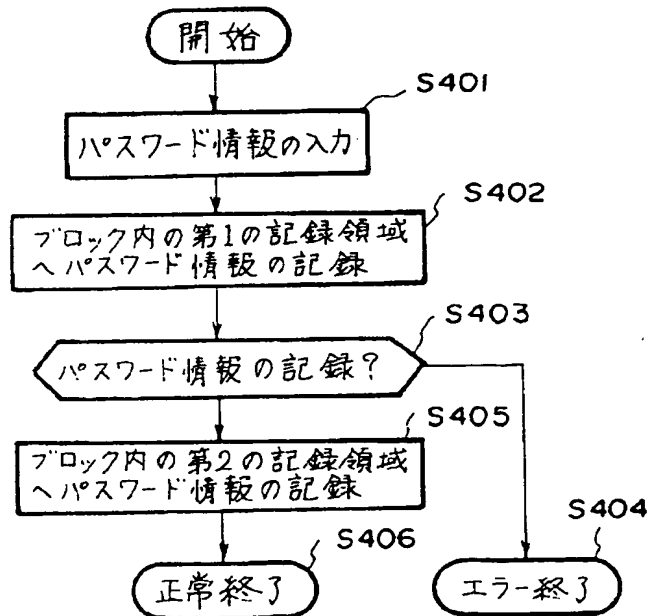 開始
S401
パスワード情報の入力
S402
ブロック内の第1の記録領域
へパスワード情報の記録
S403
パスワード情報の記録?
S405
ブロック内の第2の記録領域
へパスワード情報の記録
S406
正常終了
S404
エラー終了